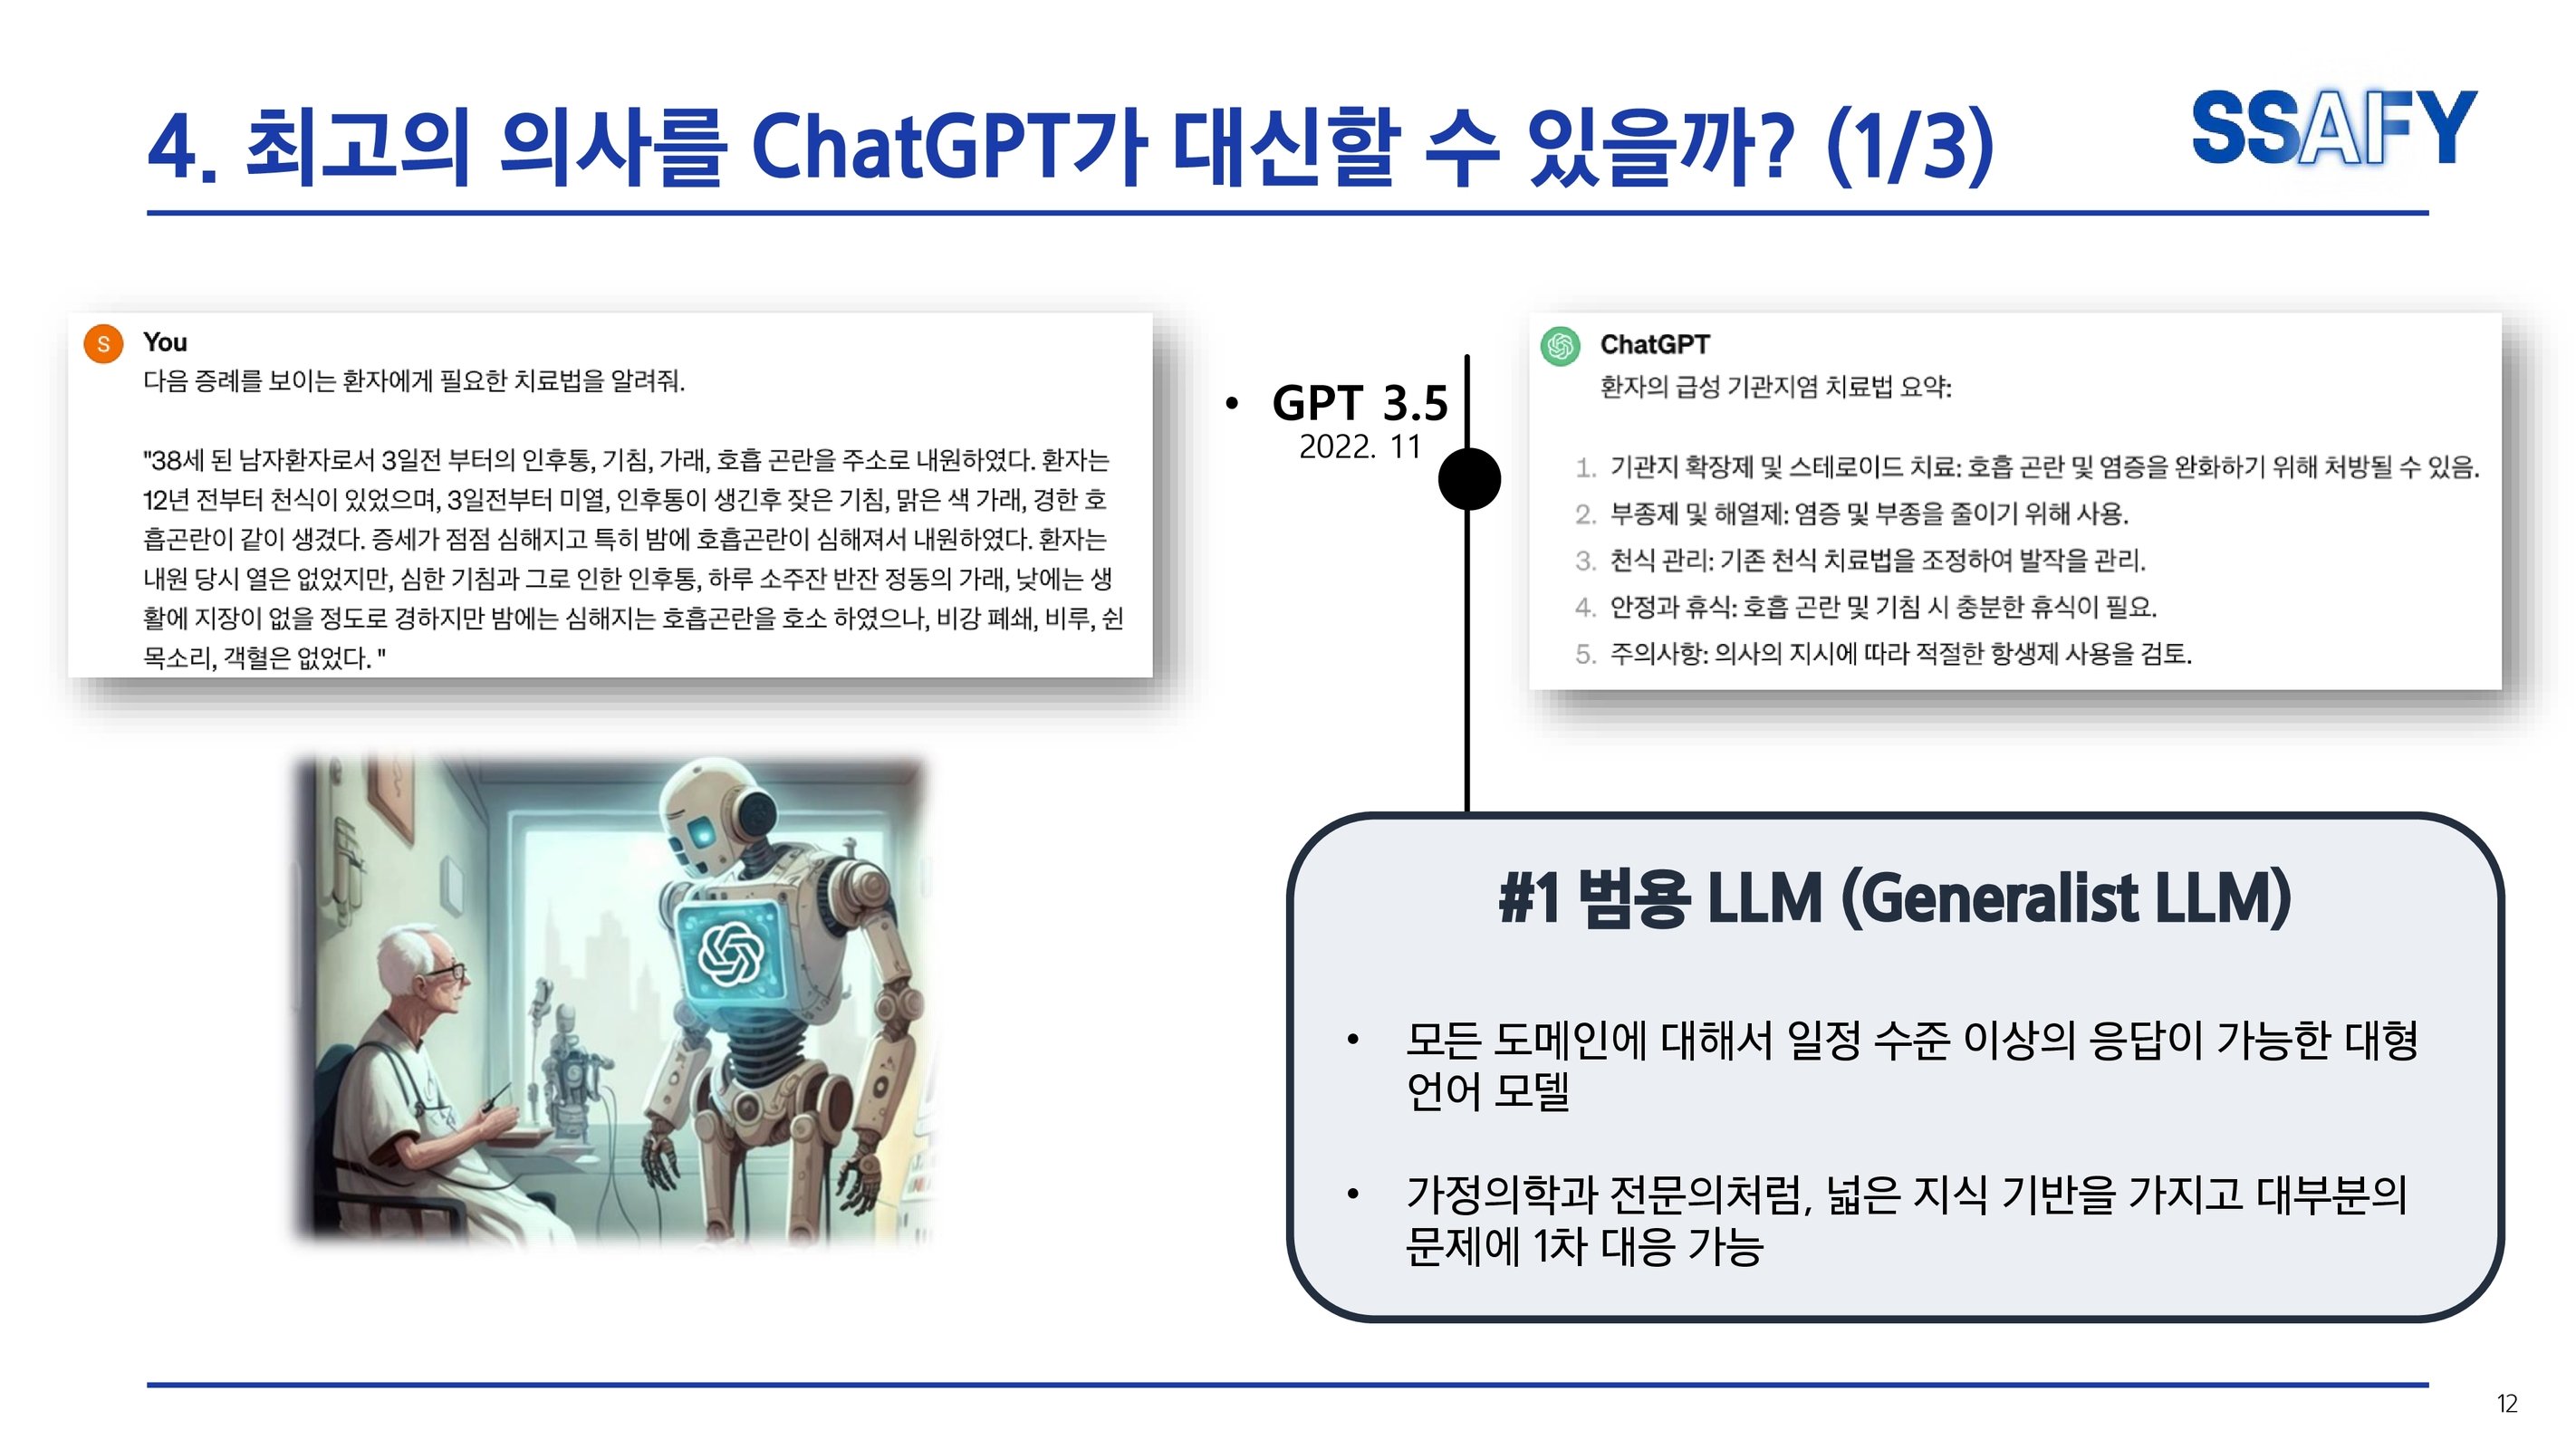 4. 최고의 의사를 ChatGPT가 대신할 수 있을까? (1/3)
SSAFY
S
You
다음 증례를 보이는 환자에게 필요한 치료법을 알려줘.
"38세 된 남자환자로서 3일전 부터의 인후통, 기침, 가래, 호흡 곤란을 주소로 내원하였다. 환자는
12년 전부터 천식이 있었으며, 3일전부터 미열, 인후통이 생긴후 잦은 기침, 맑은 색 가래, 경한 호
흡곤란이 같이 생겼다. 증세가 점점 심해지고 특히 밤에 호흡곤란이 심해져서 내원하였다. 환자는
내원 당시 열은 없었지만, 심한 기침과 그로 인한 인후통, 하루 소주잔 반잔 정동의 가래, 낮에는 생
활에 지장이 없을 정도로 경하지만 밤에는 심해지는 호흡곤란을 호소 하였으나, 비강 폐쇄, 비루, 쉰
목소리, 객혈은 없었다. "
• GPT 3.5
2022. 11
ChatGPT
환자의 급성 기관지염 치료법 요약:
1. 기관지 확장제 및 스테로이드 치료: 호흡 곤란 및 염증을 완화하기 위해 처방될 수 있음.
2. 부종제 및 해열제: 염증 및 부종을 줄이기 위해 사용.
3. 천식 관리: 기존 천식 치료법을 조정하여 발작을 관리.
4. 안정과 휴식: 호흡 곤란 및 기침 시 충분한 휴식이 필요.
5. 주의사항: 의사의 지시에 따라 적절한 항생제 사용을 검토.
#1 범용 LLM (Generalist LLM)
• 모든 도메인에 대해서 일정 수준 이상의 응답이 가능한 대형
언어 모델
• 가정의학과 전문의처럼, 넓은 지식 기반을 가지고 대부분의
문제에 1차 대응 가능
12